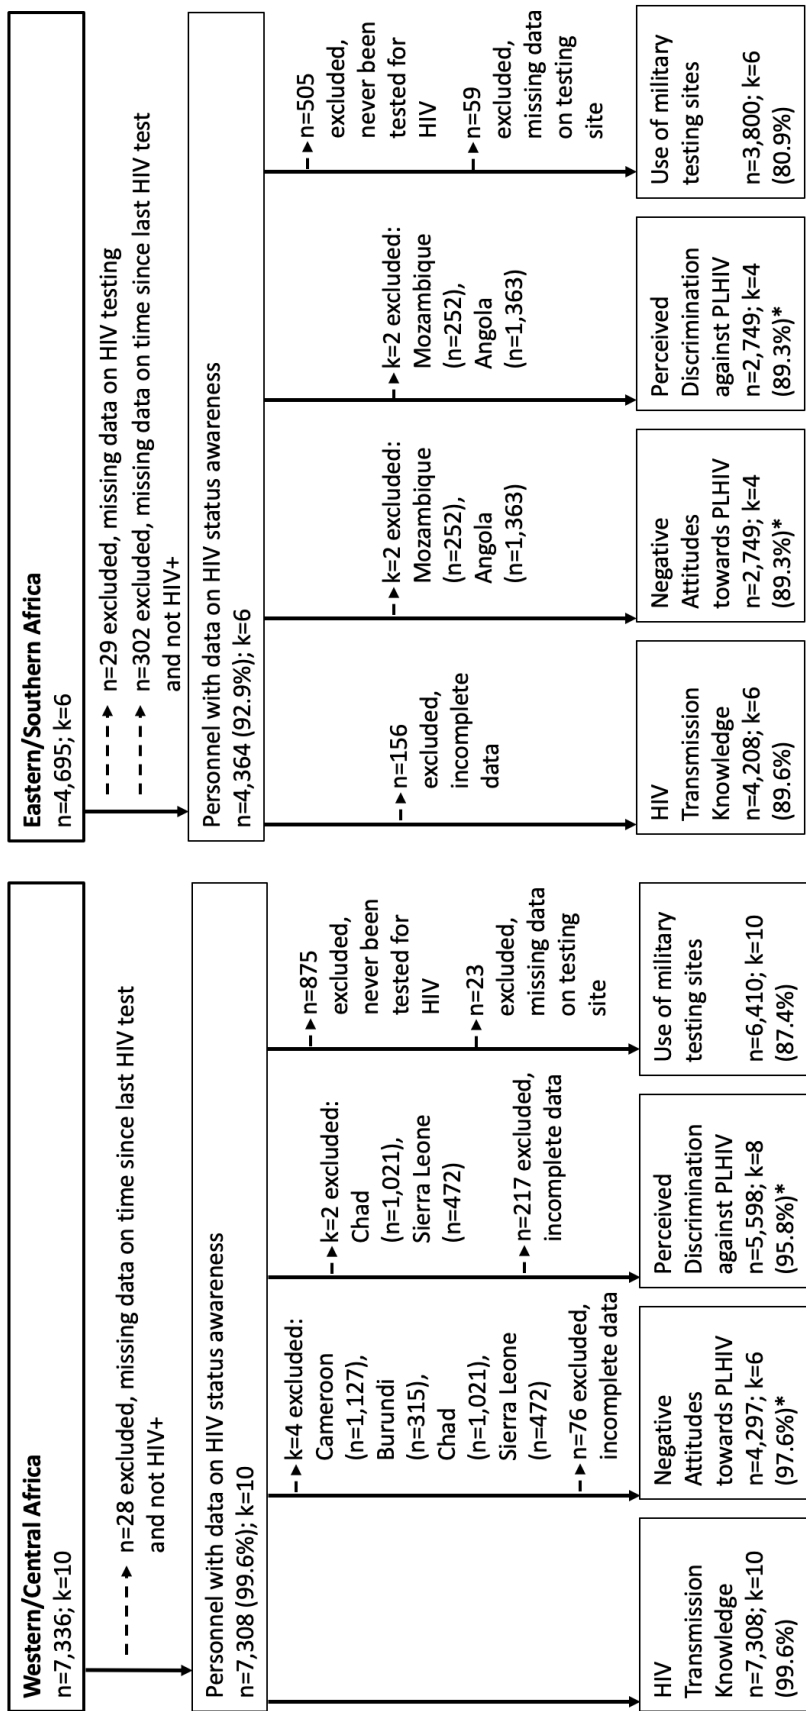 Western/Central Africa
n=7,336; k=10
n=28 excluded, missing data on time since last HIV test
and not HIV+
Personnel with data on HIV status awareness
n=7,308 (99.6%); k=10
k=4 excluded:
Cameroon
(n=1,127),
Burundi
(n=315),
Chad
(n=1,021),
Sierra Leone
(n=472)
n=76 excluded,
incomplete data
k=2 excluded:
Chad
(n=1,021),
Sierra Leone
(n=472)
n=217 excluded,
incomplete data
n=875
excluded,
never been
tested for
HIV
n=23
excluded,
missing data
on testing
site
HIV
Transmission
Knowledge
n=7,308; k=10
(99.6%)
Negative
Attitudes
towards PLHIV
n=4,297; k=6
(97.6%)*
Perceived
Discrimination
against PLHIV
n=5,598; k=8
(95.8%)*
Use of military
testing sites
n=6,410; k=10
(87.4%)
Eastern/Southern Africa
n=4,695; k=6
n=29 excluded, missing data on HIV testing
n=302 excluded, missing data on time since last HIV test
and not HIV+
Personnel with data on HIV status awareness
n=4,364 (92.9%); k=6
n=156
excluded,
incomplete
data
k=2 excluded:
Mozambique
(n=252),
Angola
(n=1,363)
k=2 excluded:
Mozambique
(n=252),
Angola
(n=1,363)
n=505
excluded,
never been
tested for
HIV
n=59
excluded,
missing data
on testing
site
HIV
Transmission
Knowledge
n=4,208; k=6
(89.6%)
Negative
Attitudes
towards PLHIV
n=2,749; k=4
(89.3%)*
Perceived
Discrimination
against PLHIV
n=2,749; k=4
(89.3%)*
Use of military
testing sites
n=3,800; k=6
(80.9%)